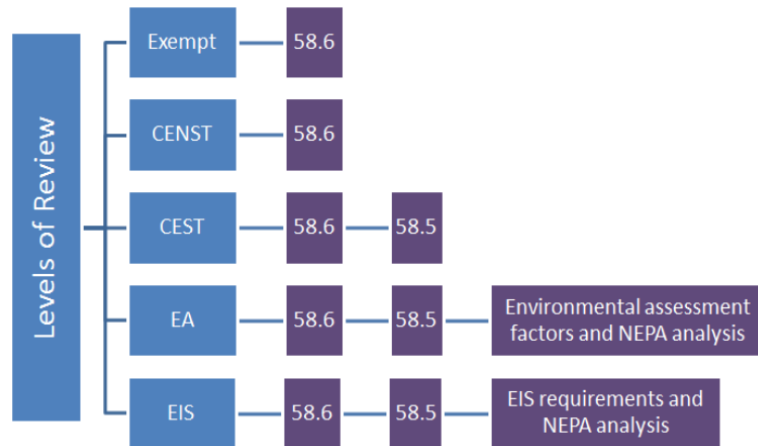 Levels of Review
Exempt
58.6
CENST
58.6
CEST
58.6
58.5
EA
58.6
58.5
Environmental assessment
factors and NEPA analysis
EIS
58.6
58.5
EIS requirements and
NEPA analysis